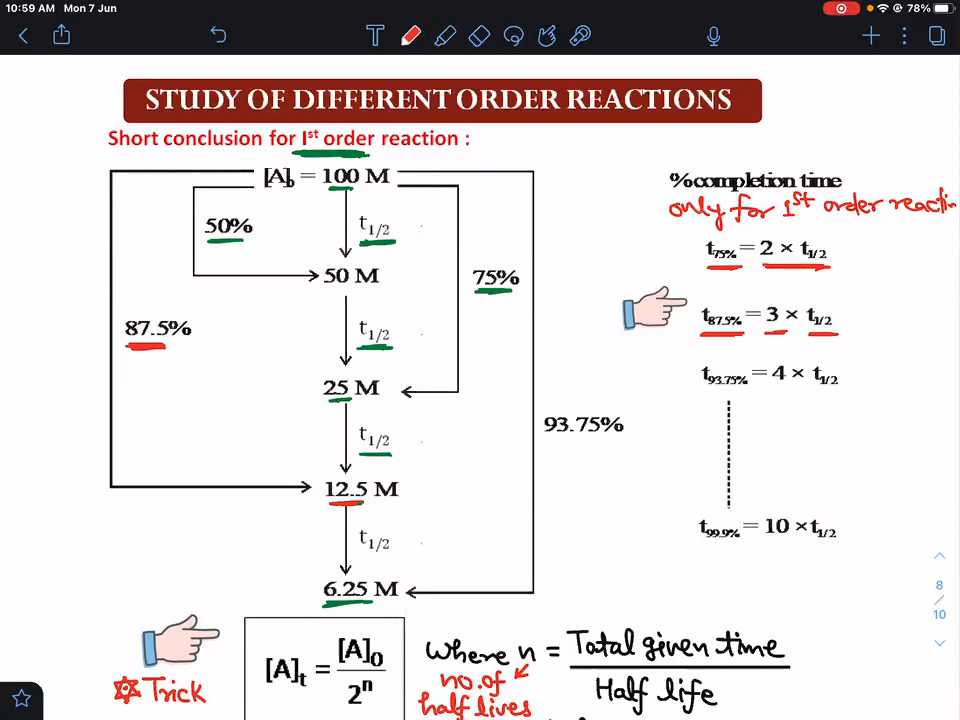 10:59 AM Mon 7 Jun
78%
STUDY OF DIFFERENT ORDER REACTIONS
Short conclusion for Ist order reaction :
[A]₀ = 100 M
% completion time
only for 1st order reacti
50%
t1/2
t75% = 2 × t1/2
50 M
75%
87.5%
t1/2
t87.5% = 3 × t1/2
25 M
t93.75% = 4 × t1/2
t1/2
93.75%
12.5 M
t1/2
t99.9% = 10 × t1/2
6.25 M
8
/
10
[A]t = [A]0 / 2ⁿ
Where n = Total given time / Half life
no. of
half lives
Trick